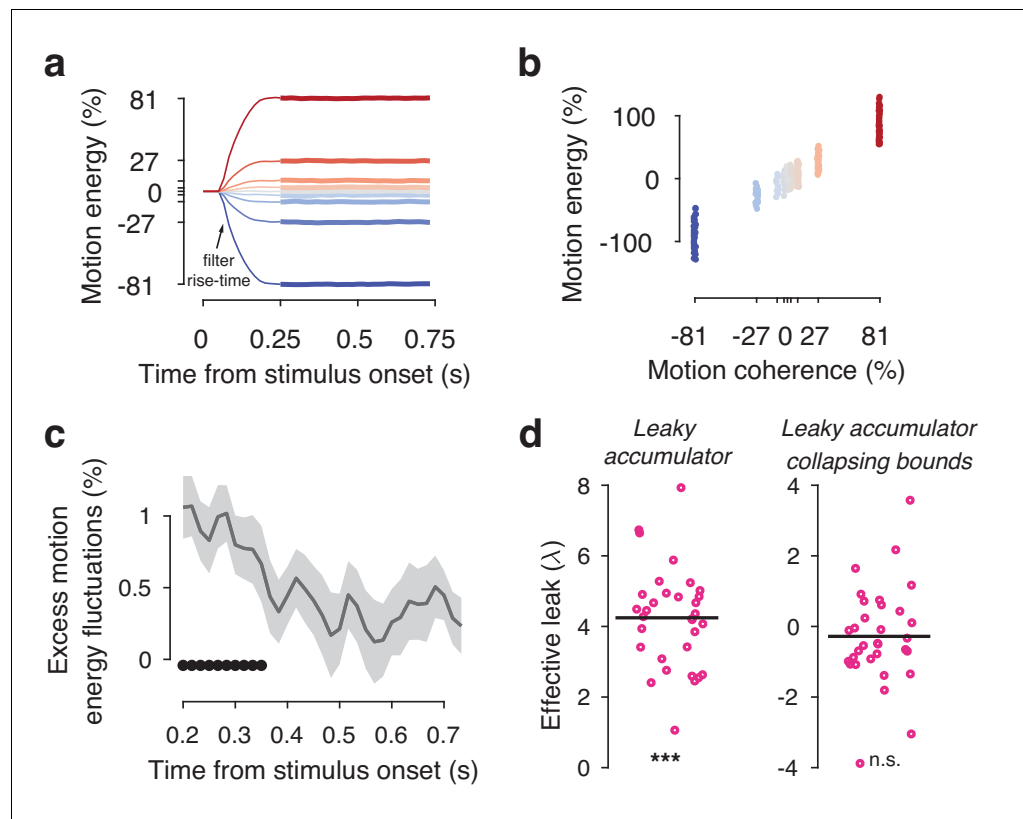 a
Motion energy (%)
81
27
0
-27
-81
filter
rise-time
0
0.25
0.5
0.75
Time from stimulus onset (s)
b
Motion energy (%)
100
0
-100
-81
-27
0
27
81
Motion coherence (%)
c
Excess motion
energy fluctuations (%)
1
0.5
0
0.2
0.3
0.4
0.5
0.6
0.7
Time from stimulus onset (s)
d
Leaky
accumulator
Effective leak (λ)
8
6
4
2
0
***
Leaky accumulator
collapsing bounds
4
2
0
-2
-4
n.s.